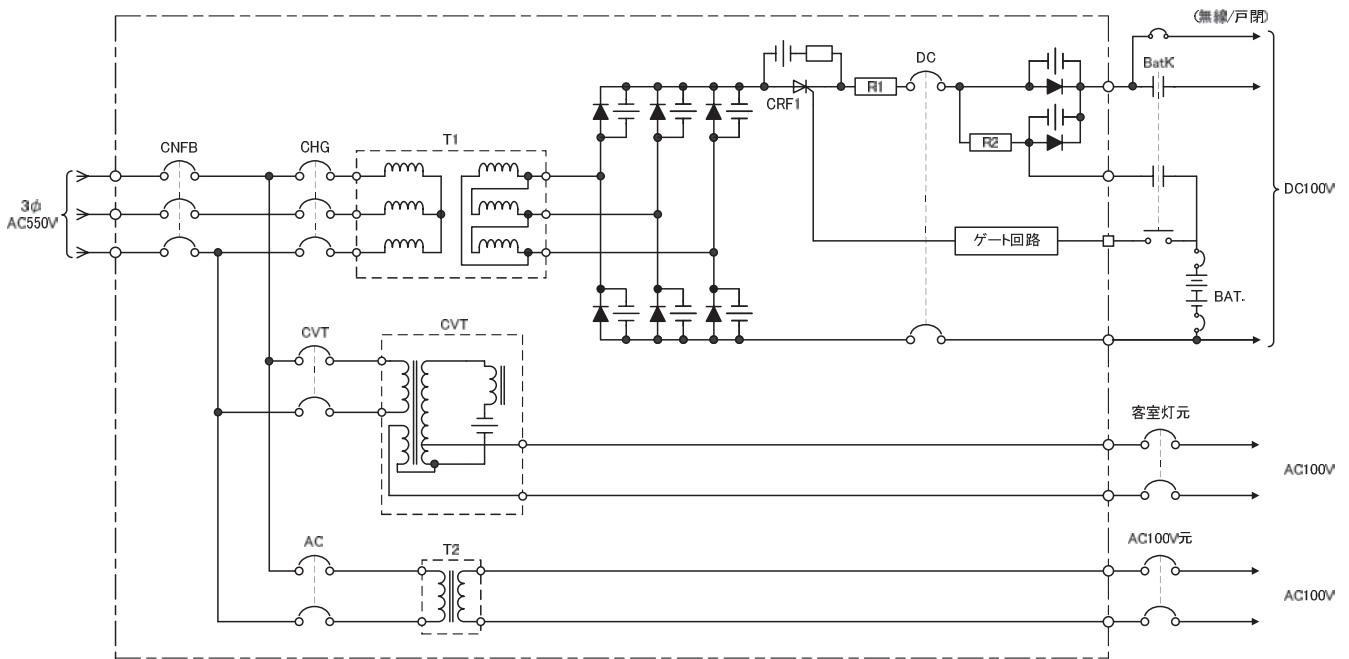 (無線/戸閉)
DC
BatK
CRF1
R1
R2
CNFB
CHG
T1
3φ
AC550V
DC100V
ゲート回路
BAT.
CVT
CVT
客室灯元
AC100V
AC
T2
AC100V元
AC100V